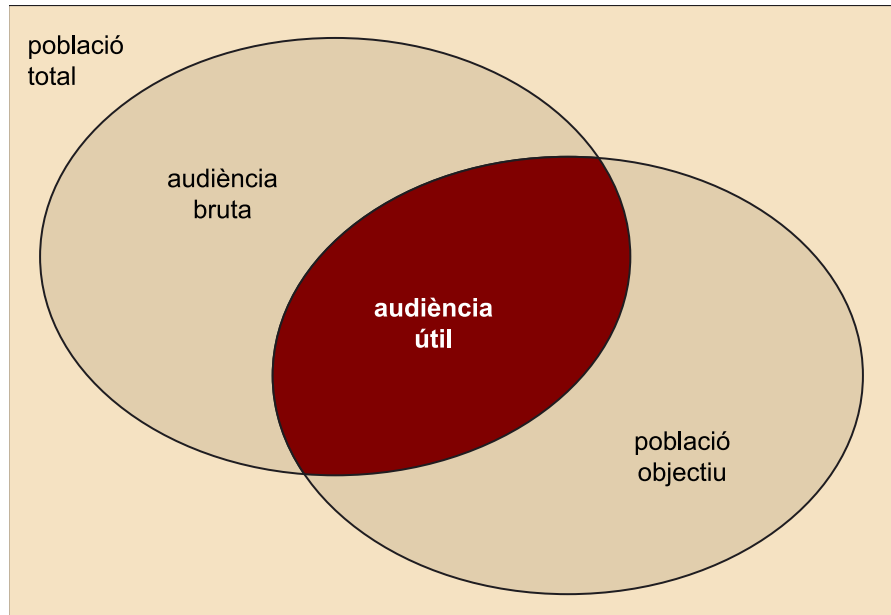 població
total
audiència
bruta
audiència
útil
població
objectiu